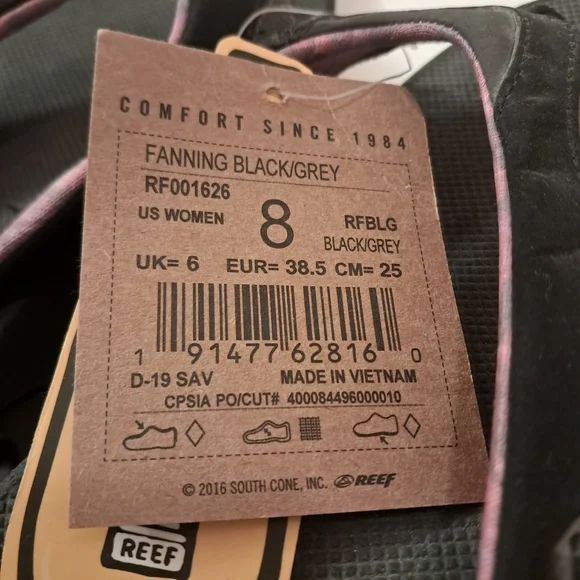 COMFORT SINCE 1984
FANNING BLACK/GREY
RF001626
US WOMEN 8 RFBLG
BLACK/GREY
UK= 6 EUR= 38.5 CM= 25
1 91477 62816 0
D-19 SAV MADE IN VIETNAM
CPSIA PO/CUT# 400084496000010
© 2016 SOUTH CONE, INC. REEF
REEF